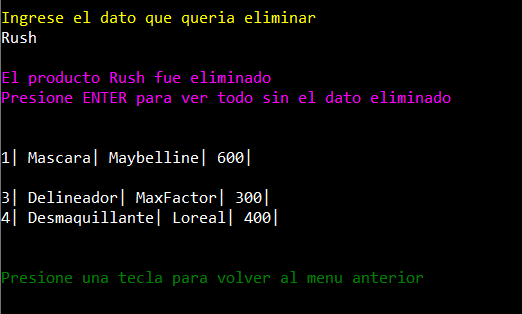 Ingrese el dato que queria eliminar
Rush
El producto Rush fue eliminado
Presione ENTER para ver todo sin el dato eliminado
1| Mascara| Maybelline| 600|
3| Delineador| MaxFactor| 300|
4| Desmaquillante| Loreal| 400|
Presione una tecla para volver al menu anterior